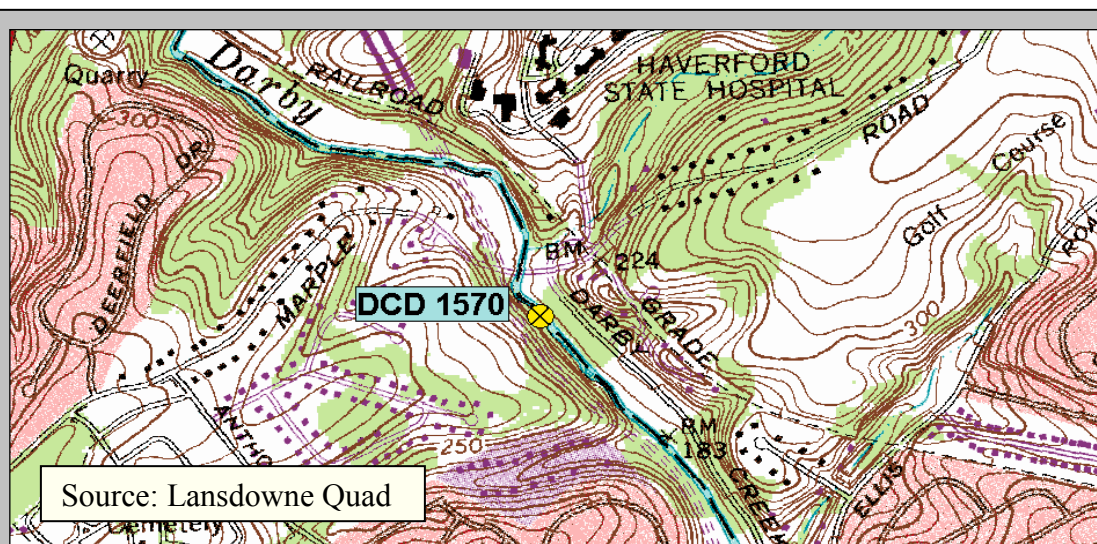 Quarry
Darby
RAILROAD
HAVERFORD
STATE HOSPITAL
ROAD
Course
Golf
300
DEERFIELD DR
MARPLE
BM
224
DCD 1570
DARBY
GRADE
300
250
BM
183
CREEK
ELLIS
Source: Lansdowne Quad
Cemetery